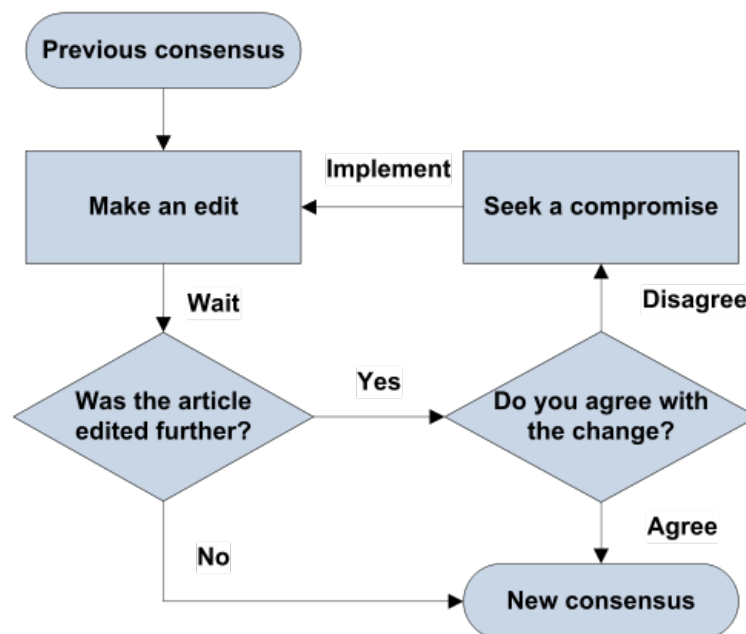 Previous consensus
Implement
Make an edit
Seek a compromise
Wait
Disagree
Was the article
edited further?
Yes
Do you agree with
the change?
No
Agree
New consensus